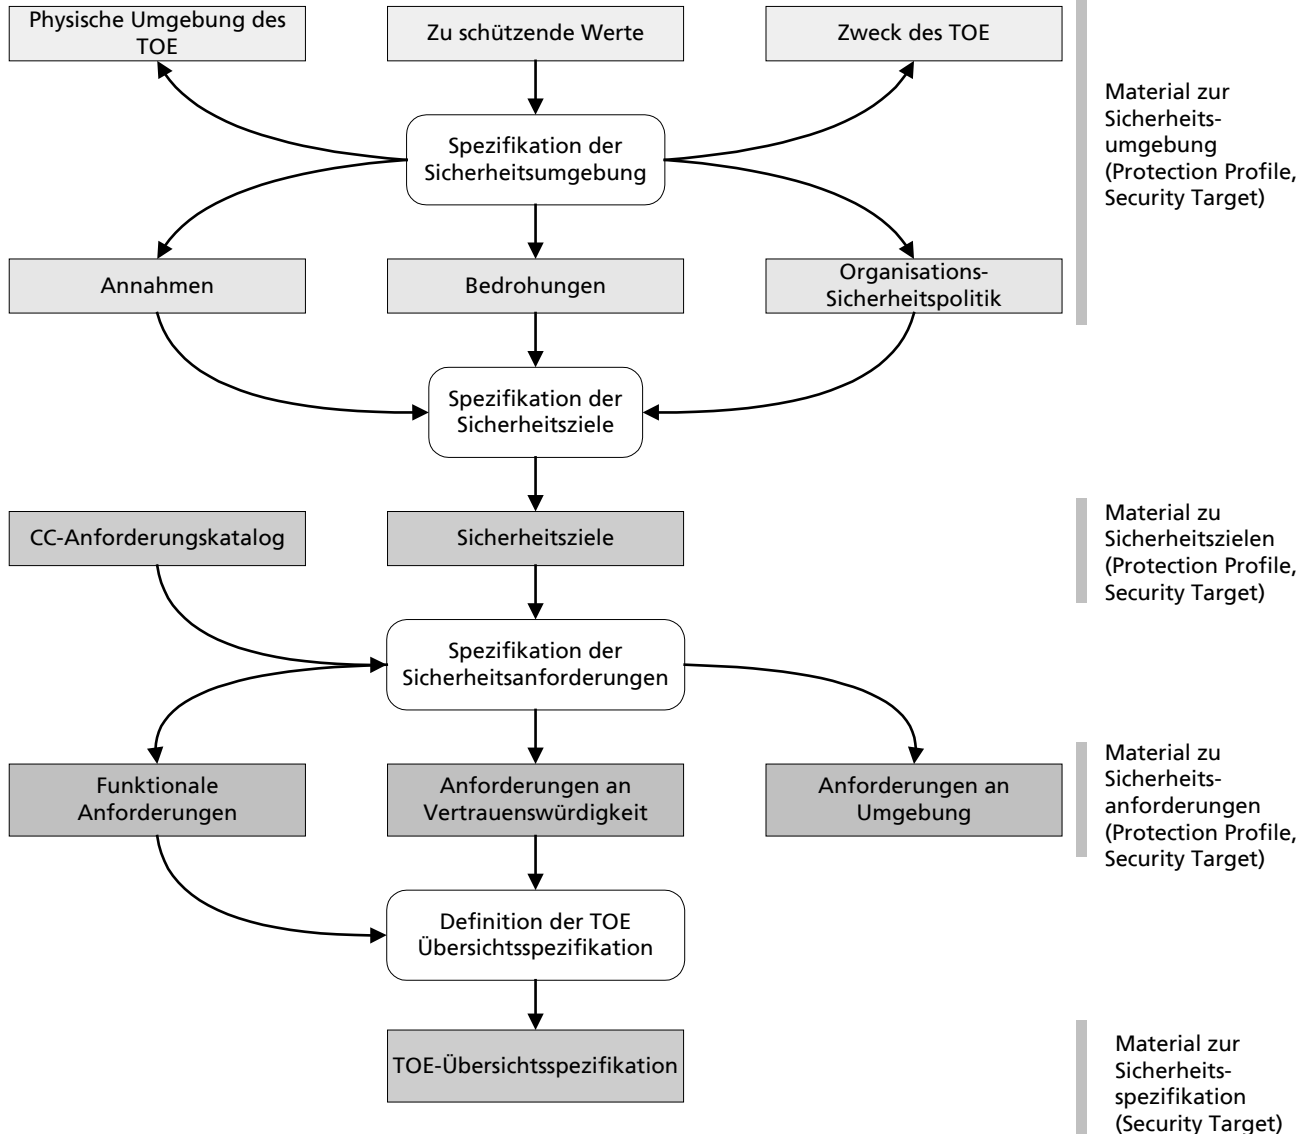 Physische Umgebung des
TOE
Zu schützende Werte
Zweck des TOE
Material zur
Sicherheits-
umgebung
(Protection Profile,
Security Target)
Spezifikation der
Sicherheitsumgebung
Annahmen
Bedrohungen
Organisations-
Sicherheitspolitik
Spezifikation der
Sicherheitsziele
CC-Anforderungskatalog
Sicherheitsziele
Material zu
Sicherheitszielen
(Protection Profile,
Security Target)
Spezifikation der
Sicherheitsanforderungen
Funktionale
Anforderungen
Anforderungen an
Vertrauenswürdigkeit
Anforderungen an
Umgebung
Material zu
Sicherheits-
anforderungen
(Protection Profile,
Security Target)
Definition der TOE
Übersichtsspezifikation
TOE-Übersichtsspezifikation
Material zur
Sicherheits-
spezifikation
(Security Target)